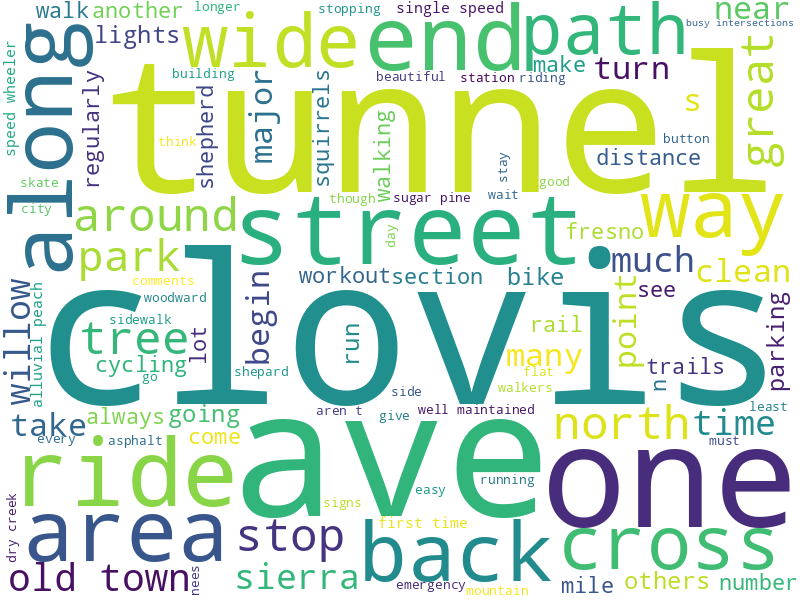 walk another longer stopping single speed near
busy intersections
lights wide end path
along building beautiful station riding make turn great
speed wheeler regularly tunnel
think shepherd major squirrels walking s button
distance
skate stay good
city though sugar pine wait way
around street day fresno
park much clean
comments workout section bike see
willow alluvial peach woodward begin clovis point parking
sidewalk tree lot run rail
cycling many trails
go shepard flat n
walkers
side least
take always going aren t give well maintained north time
every asphalt come must
ride ave easy running one
signs
dry creek area stop first time back cross
old town nees sierra emergency mountain mile others number